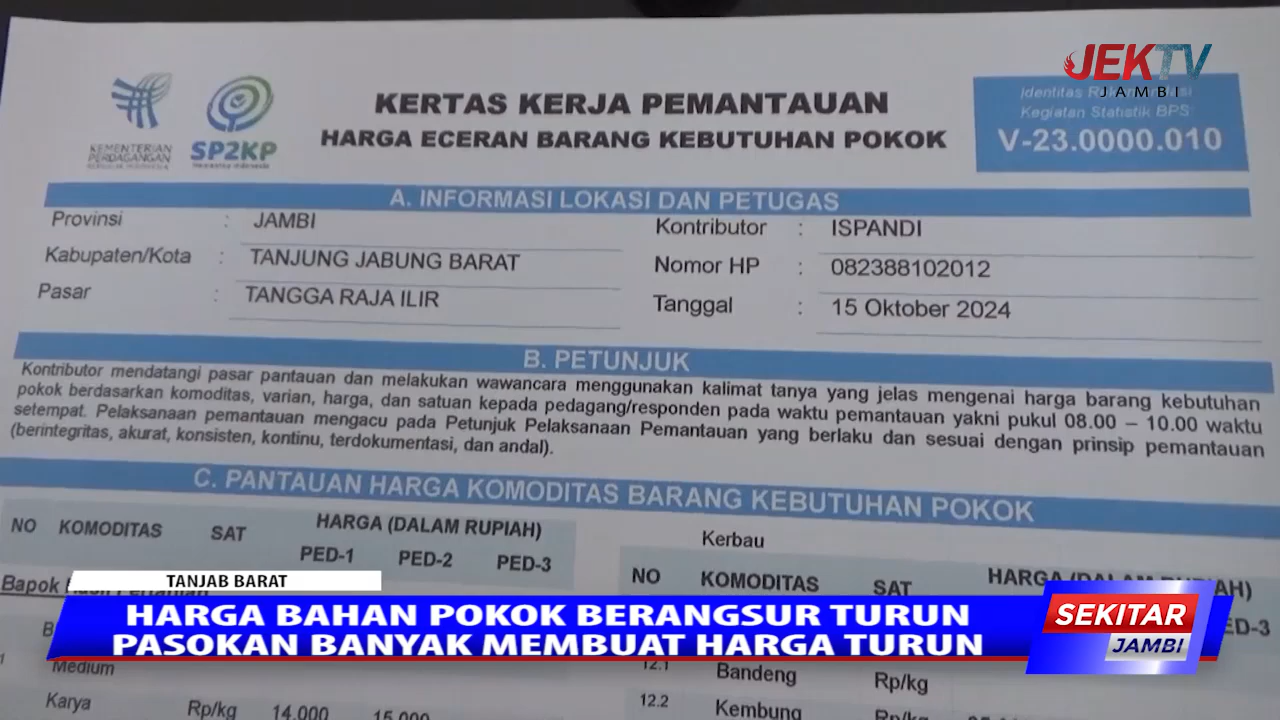 JEKTV
JAMBI
KEMENTERIAN
PERDAGANGAN
SP2KP
KERTAS KERJA PEMANTAUAN
HARGA ECERAN BARANG KEBUTUHAN POKOK
Identitas
Kegiatan Statistik BPS:
V-23.0000.010
A. INFORMASI LOKASI DAN PETUGAS
Provinsi : JAMBI
Kabupaten/Kota : TANJUNG JABUNG BARAT
Pasar : TANGGA RAJA ILIR
Kontributor : ISPANDI
Nomor HP : 082388102012
Tanggal : 15 Oktober 2024
B. PETUNJUK
Kontributor mendatangi pasar pantauan dan melakukan wawancara menggunakan kalimat tanya yang jelas mengenai harga barang kebutuhan
pokok berdasarkan komoditas, varian, harga, dan satuan kepada pedagang/responden pada waktu pemantauan yakni pukul 08.00 – 10.00 waktu
setempat. Pelaksanaan pemantauan mengacu pada Petunjuk Pelaksanaan Pemantauan yang berlaku dan sesuai dengan prinsip pemantauan
(berintegritas, akurat, konsisten, kontinu, terdokumentasi, dan andal).
C. PANTAUAN HARGA KOMODITAS BARANG KEBUTUHAN POKOK
NO KOMODITAS SAT HARGA (DALAM RUPIAH)
PED-1 PED-2 PED-3
Bapok
Medium
Karya Rp/kg 14.000 15.000
Kerbau
NO KOMODITAS SAT HARGA (DALAM RUPIAH)
12.1 Bandeng Rp/kg
12.2 Kembung Rp/kg
TANJAB BARAT
HARGA BAHAN POKOK BERANGSUR TURUN
PASOKAN BANYAK MEMBUAT HARGA TURUN
SEKITAR
JAMBI